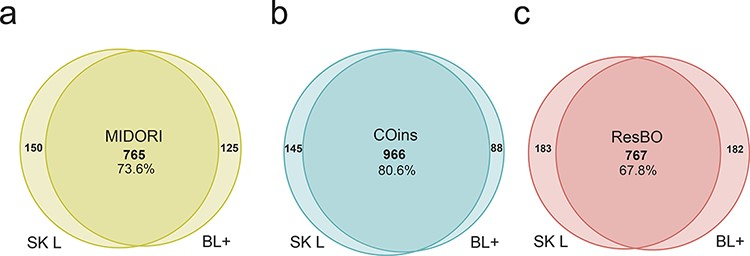 a
b
c
MIDORI
765
73.6%
150
125
SK L
BL+
COins
966
80.6%
145
88
SK L
BL+
ResBO
767
67.8%
183
182
SK L
BL+